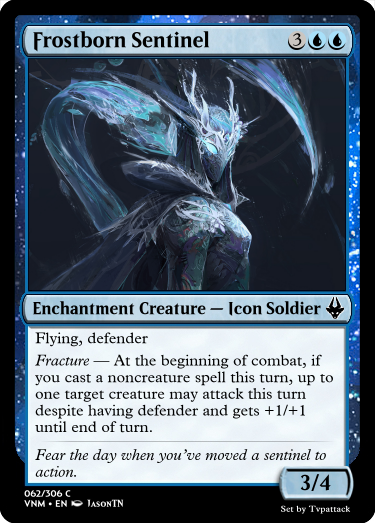 Frostborn Sentinel 3
Enchantment Creature — Icon Soldier
Flying, defender
Fracture — At the beginning of combat, if
you cast a noncreature spell this turn, up to
one target creature may attack this turn
despite having defender and gets +1/+1
until end of turn.
Fear the day when you've moved a sentinel to
action.
3/4
062/306 C
VNM • EN JasonTN
Set by Tvpattack